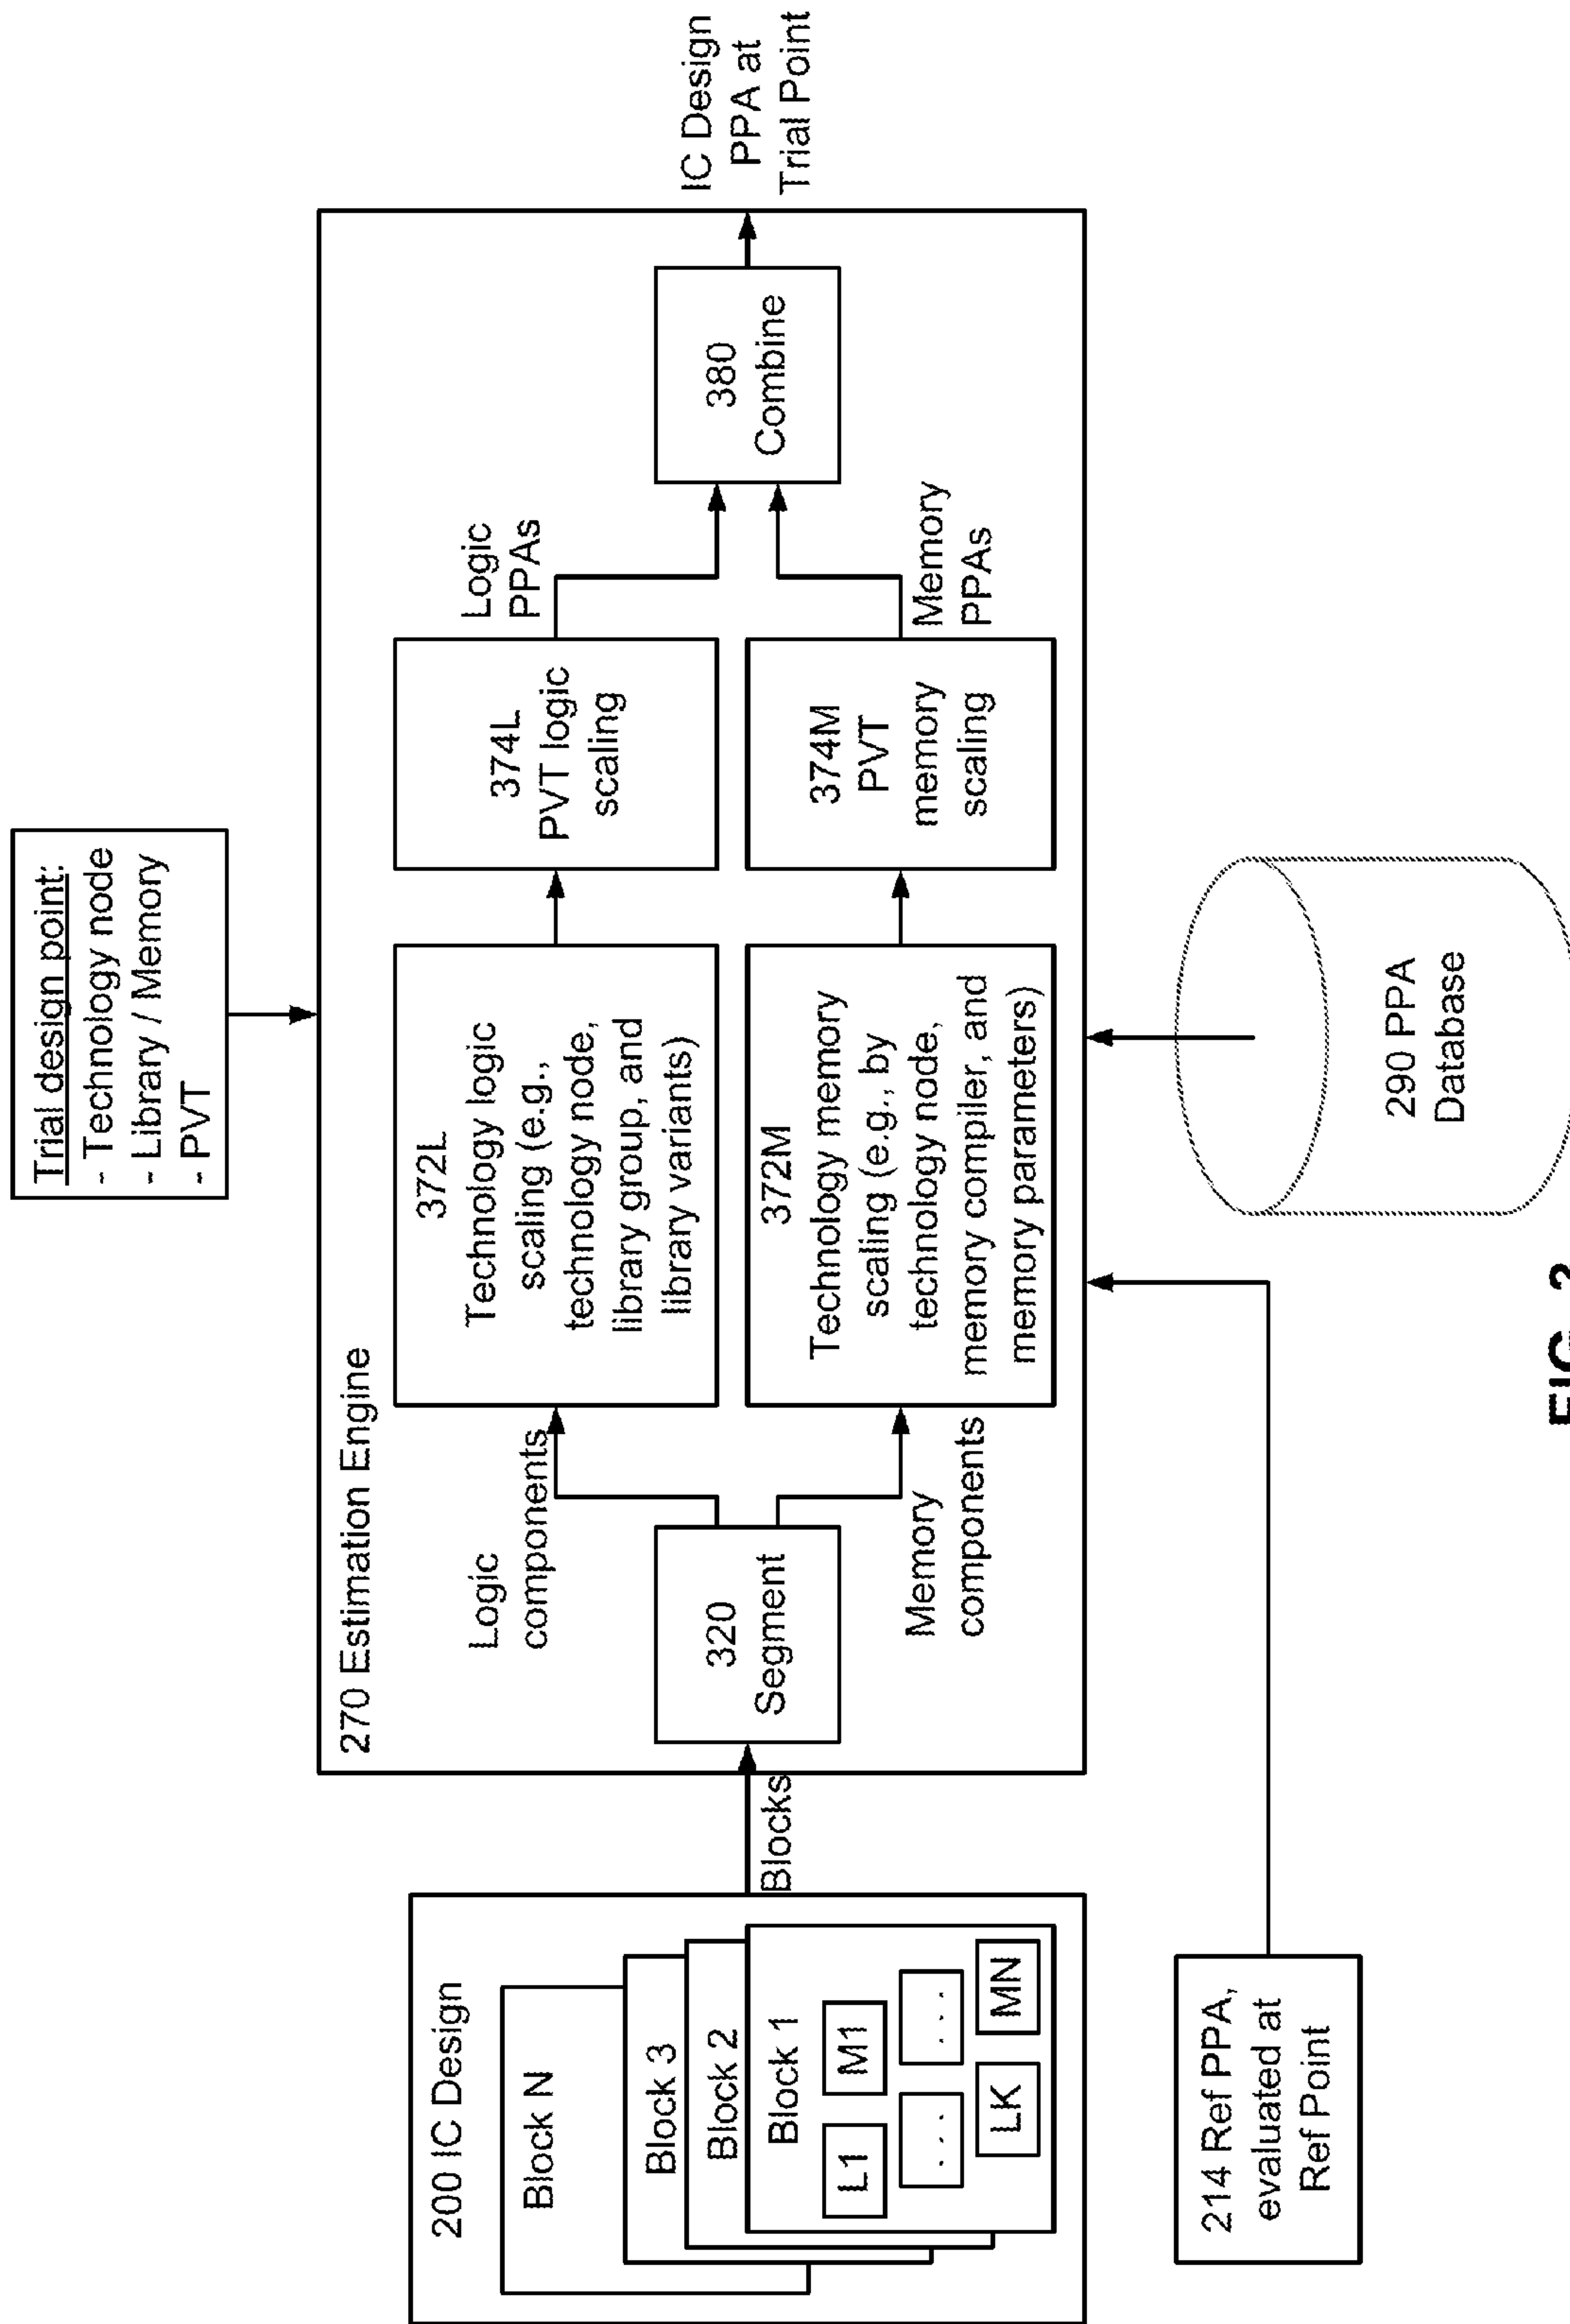 Trial design point:
- Technology node
- Library / Memory
- PVT
200 IC Design
Block N
Block 3
Block 2
Block 1
L1
M1
. . .
. . .
LK
MN
Blocks
270 Estimation Engine
320
Segment
Logic
components
Memory
components
372L
Technology logic
scaling (e.g.,
technology node,
library group, and
library variants)
372M
Technology memory
scaling (e.g., by
technology node,
memory compiler, and
memory parameters)
374L
PVT logic
scaling
374M
PVT
memory
scaling
Logic
PPAs
Memory
PPAs
380
Combine
IC Design
PPA at
Trial Point
214 Ref PPA,
evaluated at
Ref Point
290 PPA
Database
FIG.